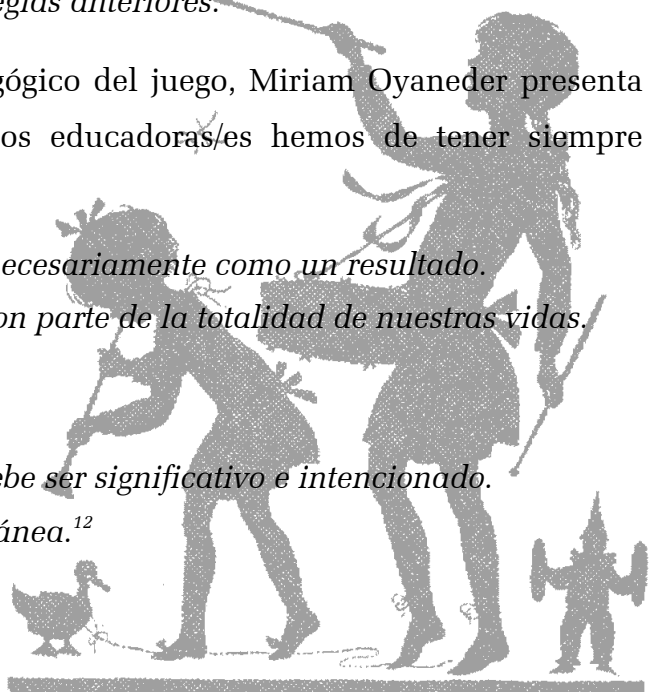 egias anteriores.
gógico del juego, Miriam Oyaneder presenta
os educadoras/es hemos de tener siempre
ecesariamente como un resultado.
on parte de la totalidad de nuestras vidas.
ebe ser significativo e intencionado.
ánea.¹²